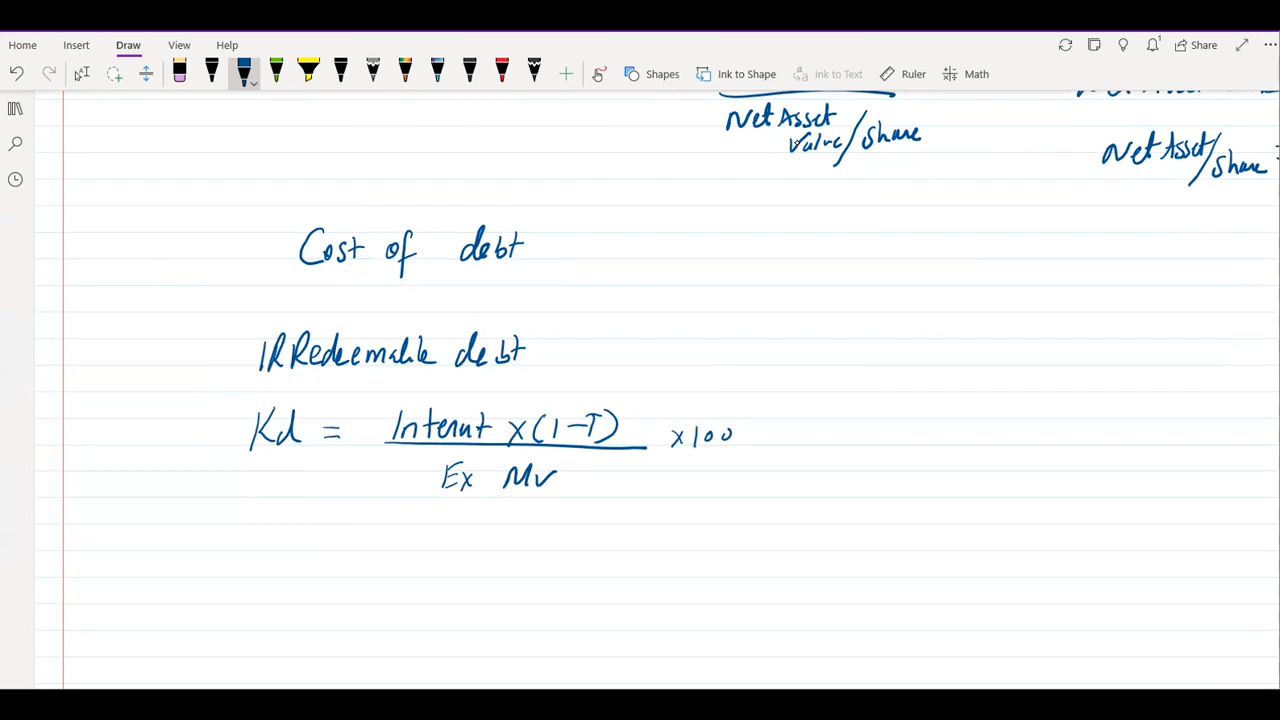 Home Insert Draw View Help
Share
Shapes Ink to Shape Ink to Text Ruler Math
Net Asset
Value/Share
Net Asset/Share
Cost of debt
IRRedeemable debt
Kd = Interest x (1-T) x100
Ex Mv